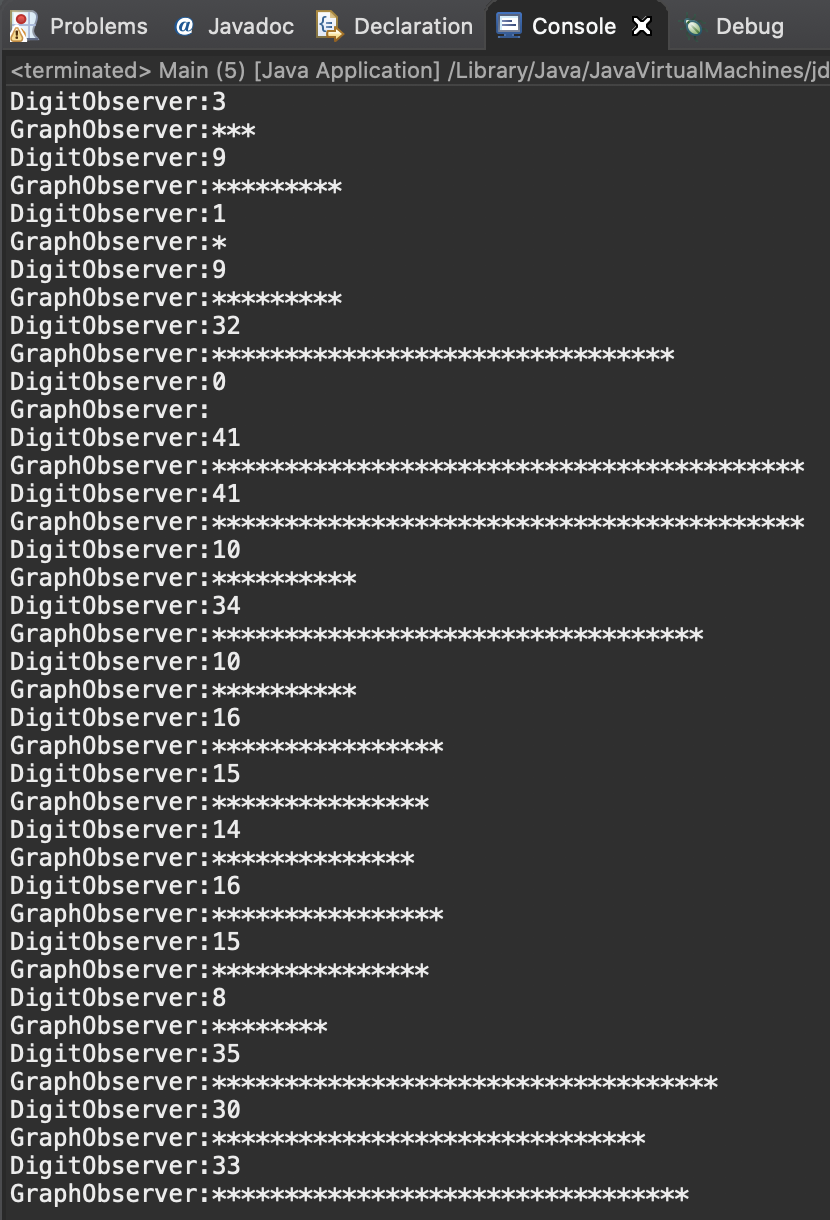 Problems Javadoc Declaration Console Debug
<terminated> Main (5) [Java Application] /Library/Java/JavaVirtualMachines/jd
DigitObserver:3
GraphObserver:***
DigitObserver:9
GraphObserver:*********
DigitObserver:1
GraphObserver:*
DigitObserver:9
GraphObserver:*********
DigitObserver:32
GraphObserver:********************************
DigitObserver:0
GraphObserver:
DigitObserver:41
GraphObserver:*****************************************
DigitObserver:41
GraphObserver:*****************************************
DigitObserver:10
GraphObserver:**********
DigitObserver:34
GraphObserver:**********************************
DigitObserver:10
GraphObserver:**********
DigitObserver:16
GraphObserver:****************
DigitObserver:15
GraphObserver:***************
DigitObserver:14
GraphObserver:**************
DigitObserver:16
GraphObserver:****************
DigitObserver:15
GraphObserver:***************
DigitObserver:8
GraphObserver:********
DigitObserver:35
GraphObserver:***********************************
DigitObserver:30
GraphObserver:******************************
DigitObserver:33
GraphObserver:*********************************